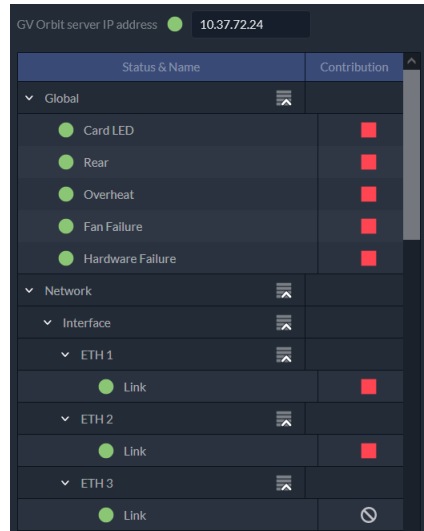 GV Orbit server IP address 10.37.72.24
Status & Name Contribution
Global
Card LED
Rear
Overheat
Fan Failure
Hardware Failure
Network
Interface
ETH 1
Link
ETH 2
Link
ETH 3
Link